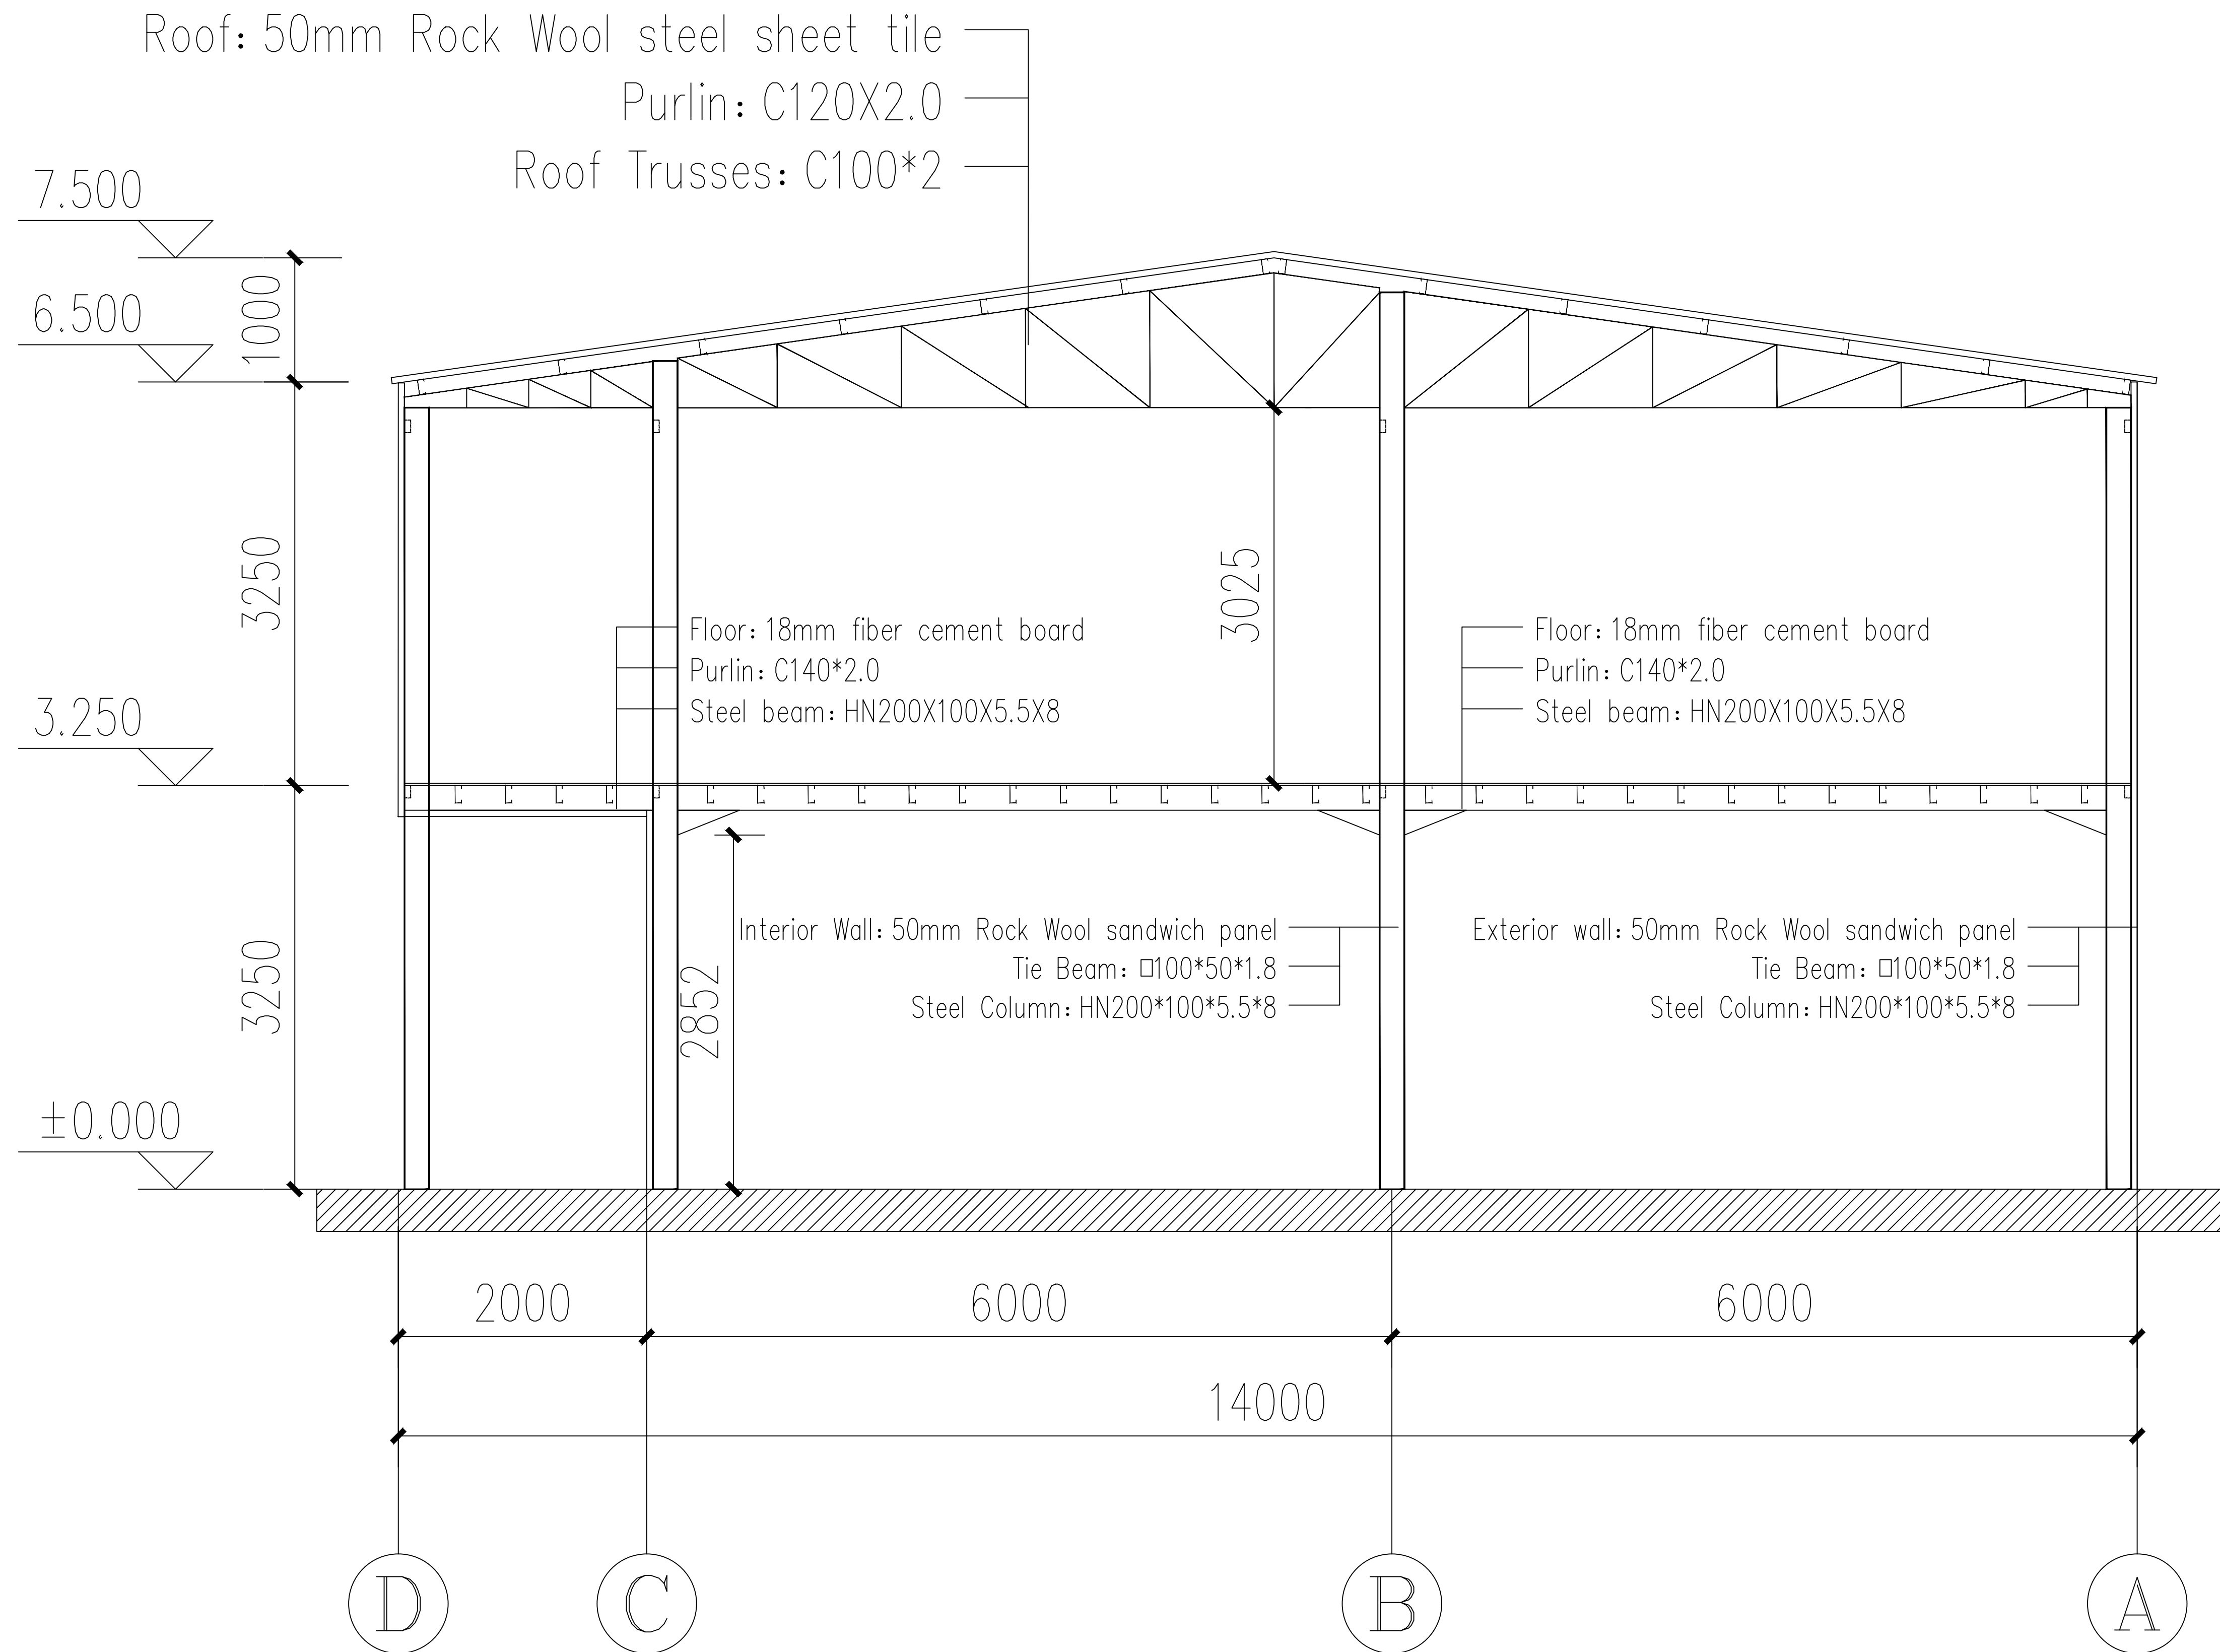 Roof: 50mm Rock Wool steel sheet tile
Purlin: C120X2.0
Roof Trusses: C100*2
7.500
1000
6.500
3250
3025
Floor: 18mm fiber cement board
Purlin: C140*2.0
Steel beam: HN200X100X5.5X8
Floor: 18mm fiber cement board
Purlin: C140*2.0
Steel beam: HN200X100X5.5X8
3.250
3250
2852
Interior Wall: 50mm Rock Wool sandwich panel
Tie Beam: □100*50*1.8
Steel Column: HN200*100*5.5*8
Exterior wall: 50mm Rock Wool sandwich panel
Tie Beam: □100*50*1.8
Steel Column: HN200*100*5.5*8
±0.000
2000
6000
6000
14000
D
C
B
A